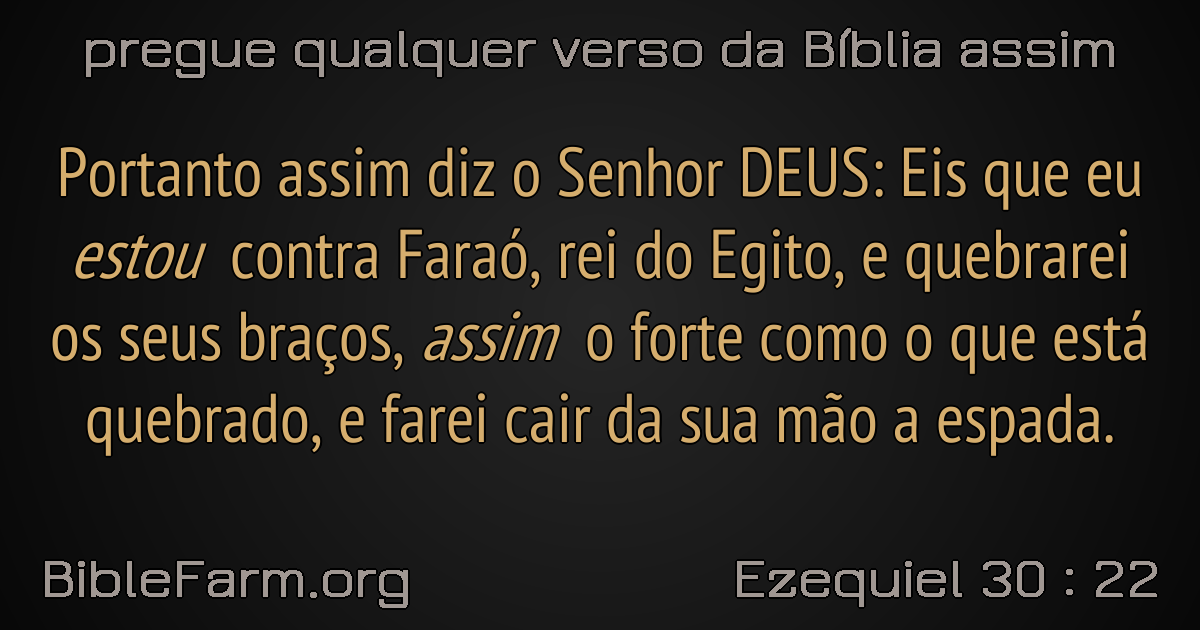 pregue qualquer verso da Bíblia assim
Portanto assim diz o Senhor DEUS: Eis que eu
estou contra Faraó, rei do Egito, e quebrarei
os seus braços, assim o forte como o que está
quebrado, e farei cair da sua mão a espada.
BibleFarm.org
Ezequiel 30 : 22